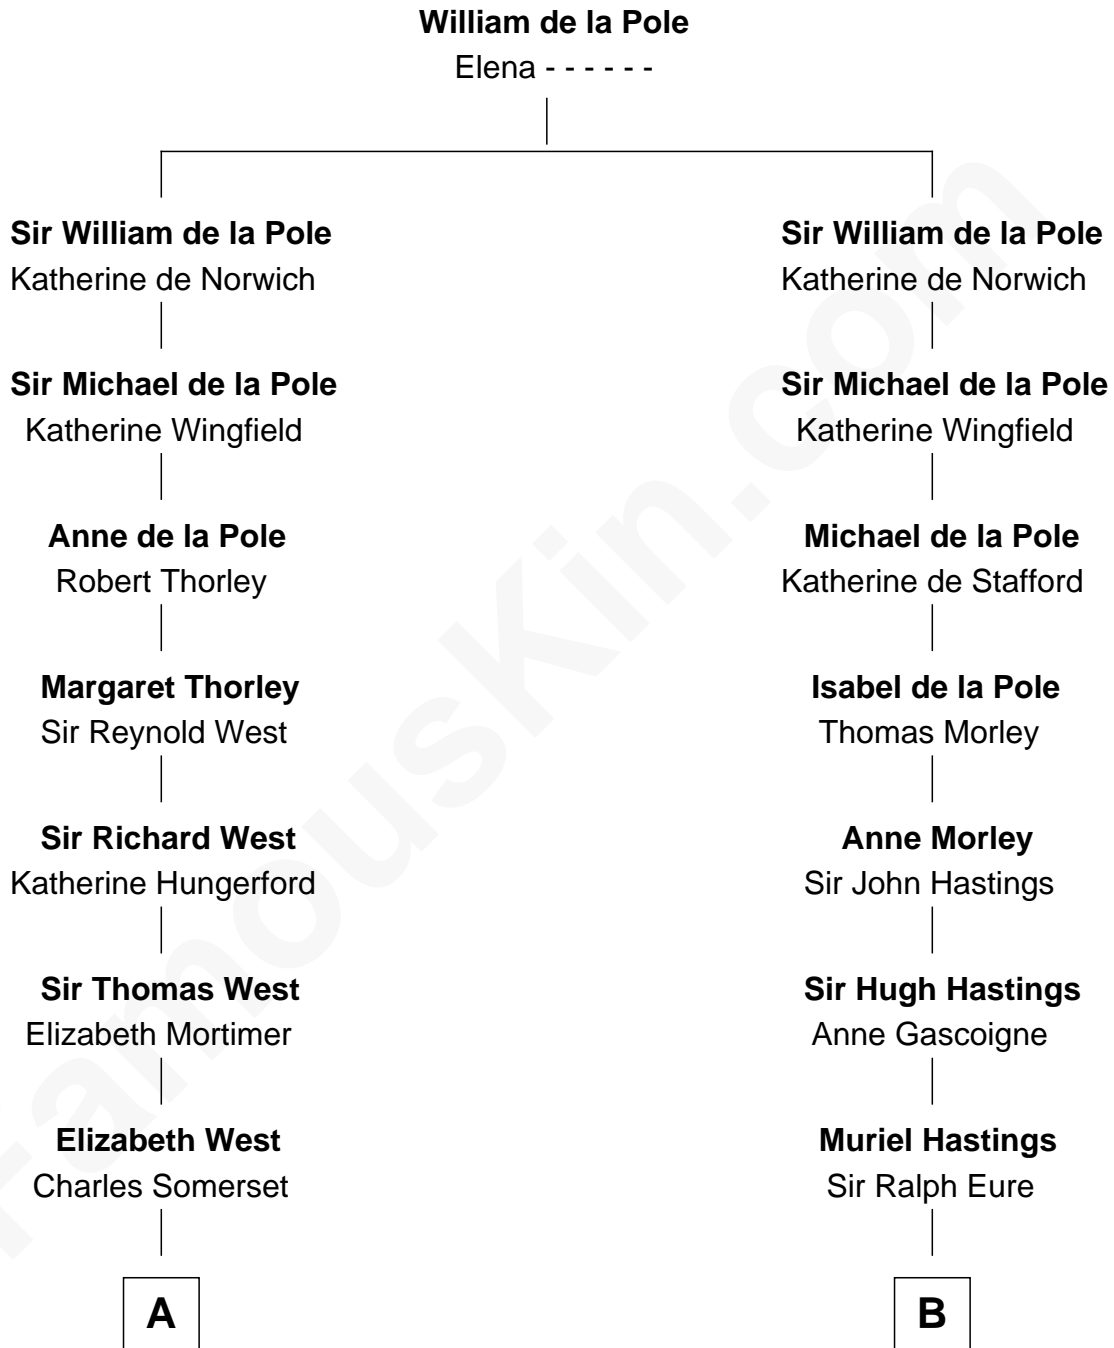 William de la Pole
Elena - - - - - -
Sir William de la Pole
Katherine de Norwich
Sir William de la Pole
Katherine de Norwich
Sir Michael de la Pole
Katherine Wingfield
Sir Michael de la Pole
Katherine Wingfield
Anne de la Pole
Robert Thorley
Michael de la Pole
Katherine de Stafford
Margaret Thorley
Sir Reynold West
Isabel de la Pole
Thomas Morley
Sir Richard West
Katherine Hungerford
Anne Morley
Sir John Hastings
Sir Thomas West
Elizabeth Mortimer
Sir Hugh Hastings
Anne Gascoigne
Elizabeth West
Charles Somerset
Muriel Hastings
Sir Ralph Eure
A
B
FamousKin.com